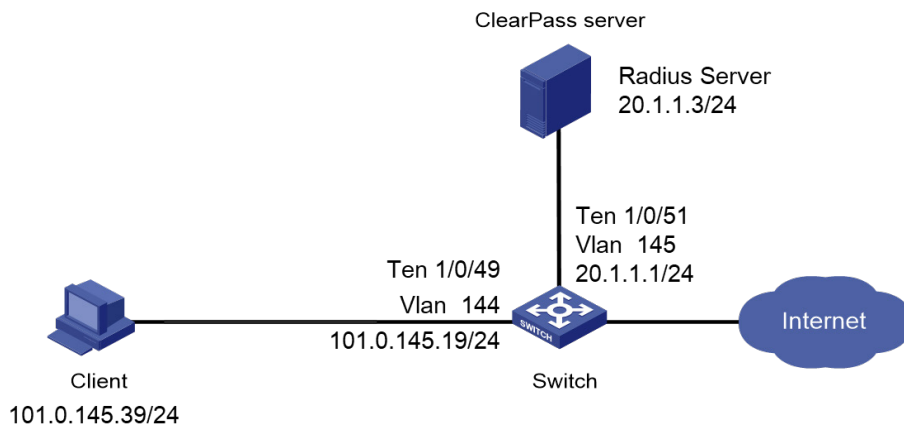 ClearPass server
Radius Server
20.1.1.3/24
Ten 1/0/51
Vlan 145
20.1.1.1/24
Ten 1/0/49
Vlan 144
101.0.145.19/24
SWITCH
Internet
Client
Switch
101.0.145.39/24